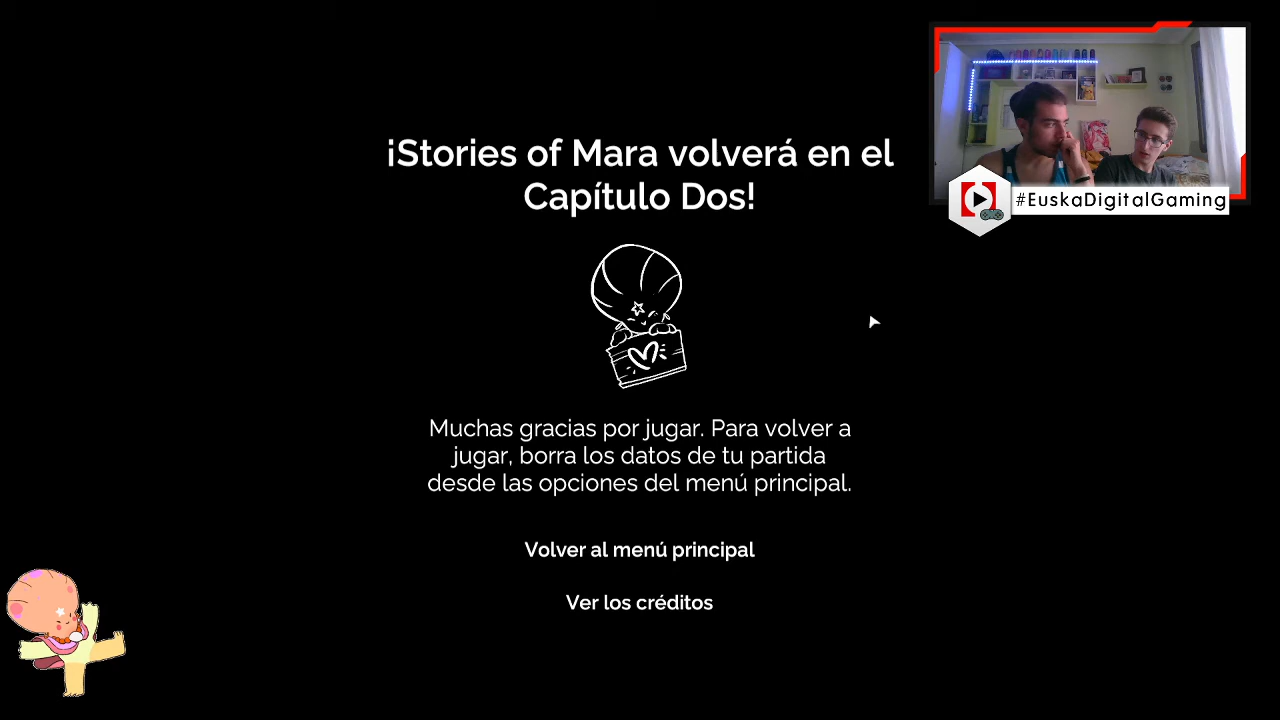 ¡Stories of Mara volverá en el
Capítulo Dos!
#EuskaDigitalGaming
Muchas gracias por jugar. Para volver a
jugar, borra los datos de tu partida
desde las opciones del menú principal.
Volver al menú principal
Ver los créditos